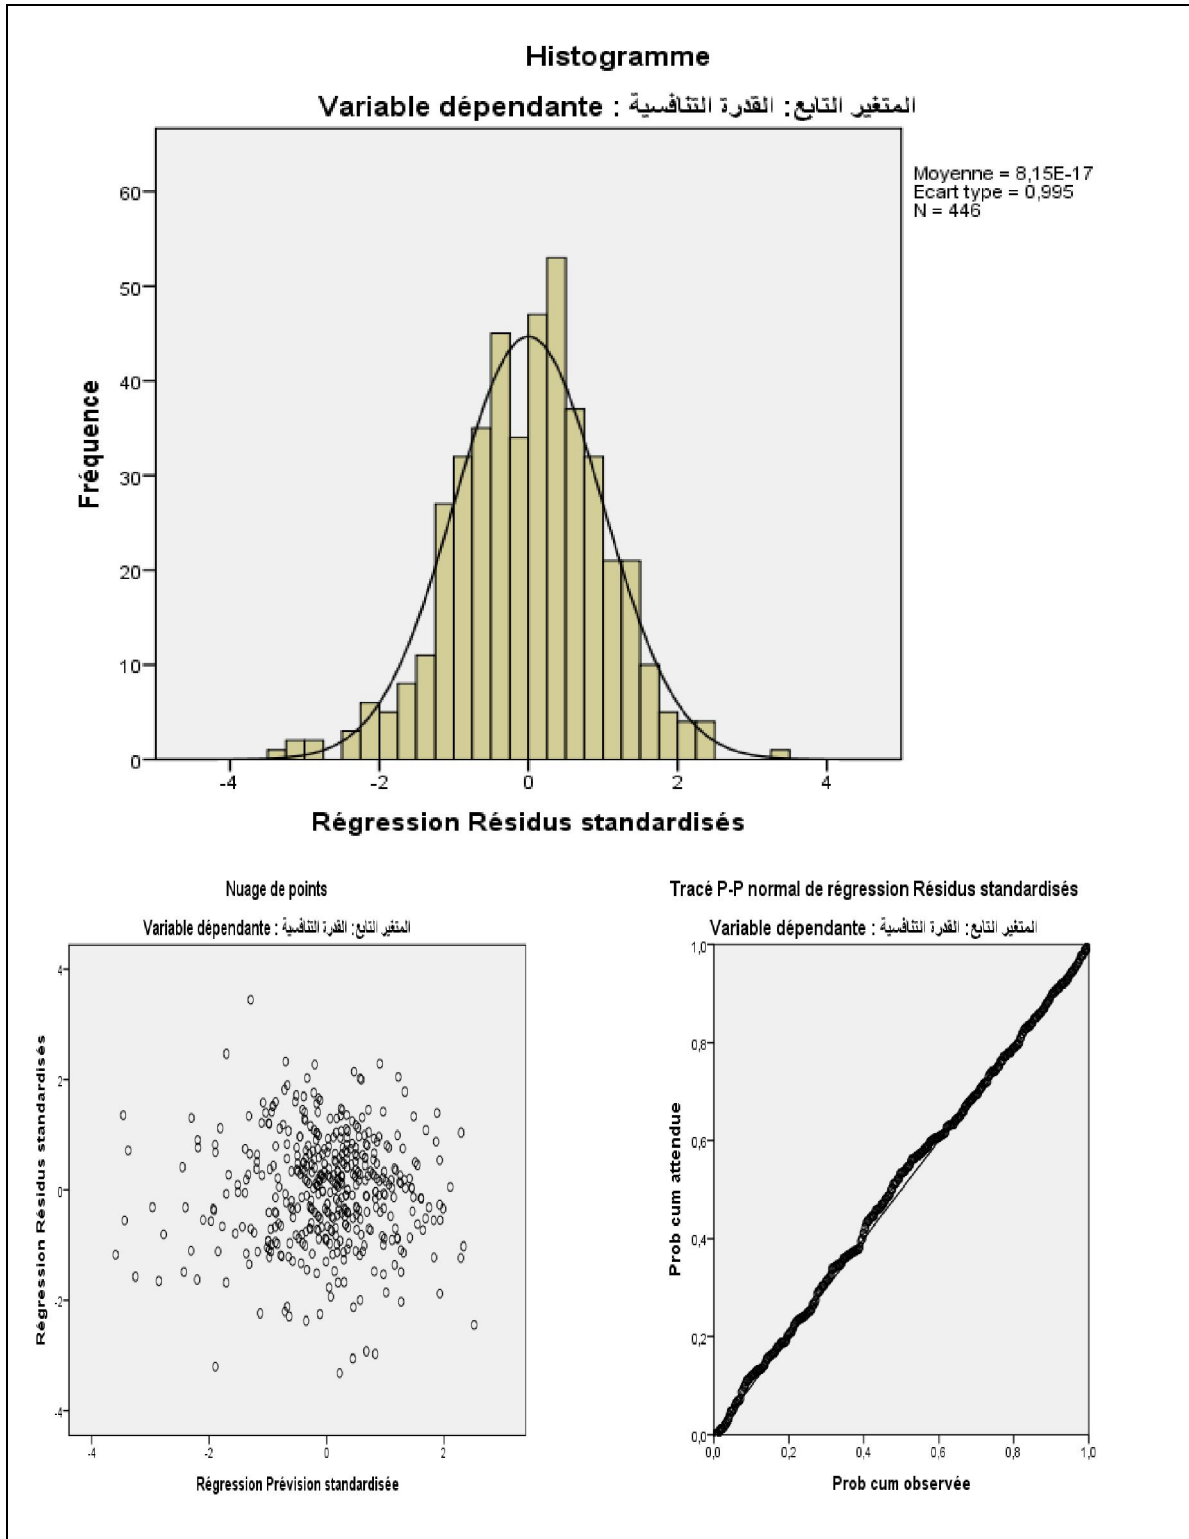 Histogramme
Variable dépendante : المتغير التابع: القدرة التنافسية
Moyenne = 8,15E-17
Ecart type = 0,995
N = 446
Fréquence
60
50
40
30
20
10
0
-4 -2 0 2 4
Régression Résidus standardisés
Nuage de points
Variable dépendante : المتغير التابع: القدرة التنافسية
Régression Résidus standardisés
4
2
0
-2
-4
-4 -2 0 2
Régression Prévision standardisée
Tracé P-P normal de régression Résidus standardisés
Variable dépendante : المتغير التابع: القدرة التنافسية
Prob cum attendue
1,0
0,8
0,6
0,4
0,2
0,0
0,0 0,2 0,4 0,6 0,8 1,0
Prob cum observée